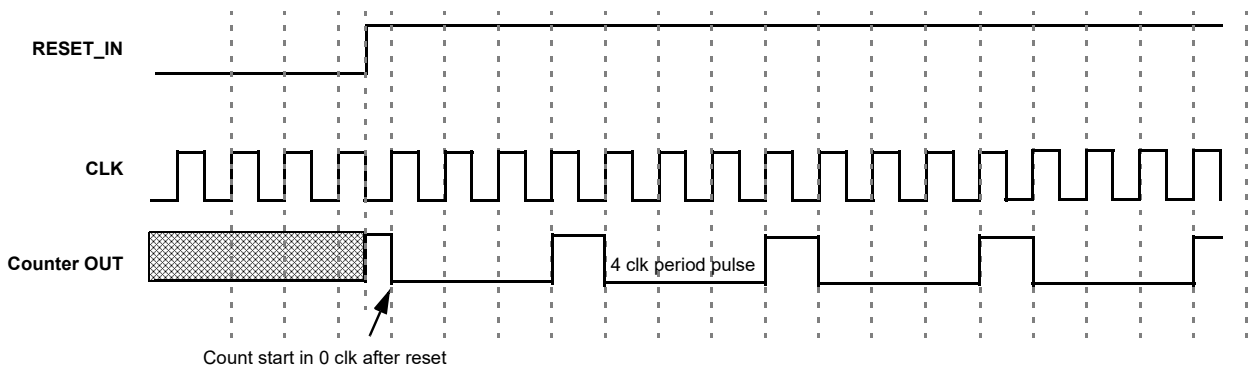 RESET_IN
CLK
Counter OUT
4 clk period pulse
Count start in 0 clk after reset